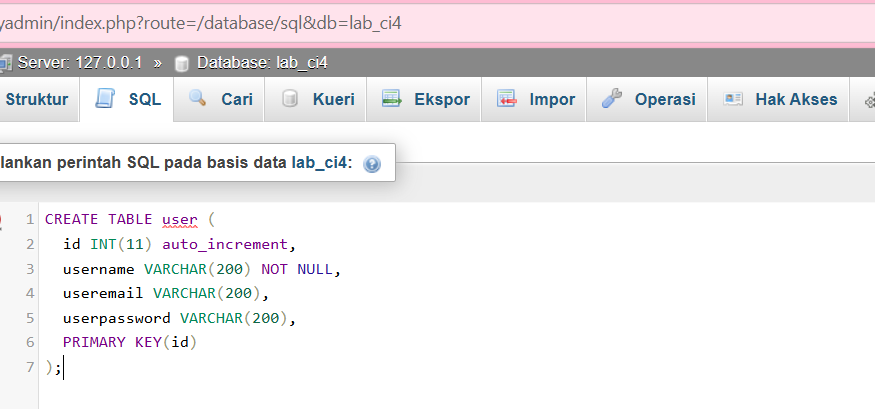 yadmin/index.php?route=/database/sql&db=lab_ci4
Server: 127.0.0.1 » Database: lab_ci4
Struktur SQL Cari Kueri Ekspor Impor Operasi Hak Akses
lankan perintah SQL pada basis data lab_ci4:
1 CREATE TABLE user (
2 id INT(11) auto_increment,
3 username VARCHAR(200) NOT NULL,
4 useremail VARCHAR(200),
5 userpassword VARCHAR(200),
6 PRIMARY KEY(id)
7 );